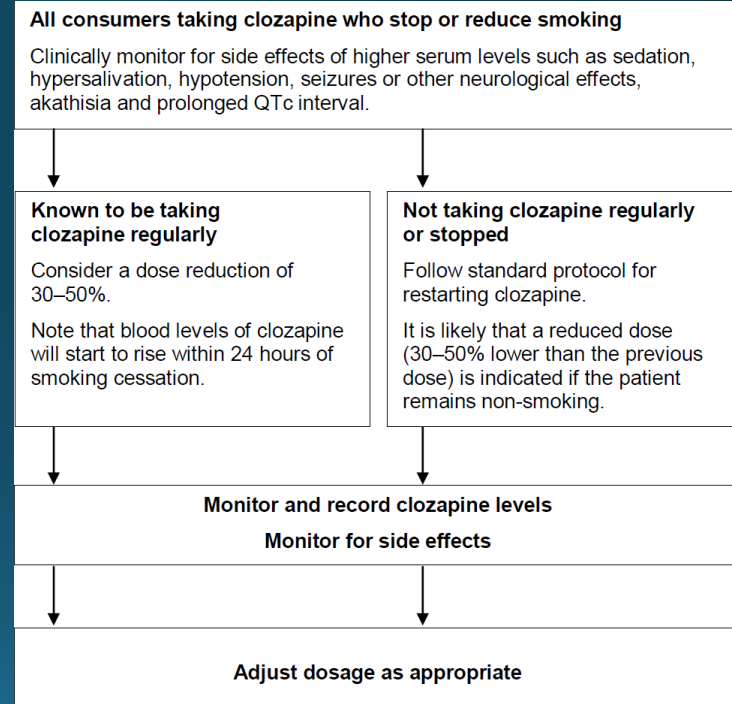 All consumers taking clozapine who stop or reduce smoking
Clinically monitor for side effects of higher serum levels such as sedation,
hypersalivation, hypotension, seizures or other neurological effects,
akathisia and prolonged QTc interval.
Known to be taking
clozapine regularly
Consider a dose reduction of
30–50%.
Note that blood levels of clozapine
will start to rise within 24 hours of
smoking cessation.
Not taking clozapine regularly
or stopped
Follow standard protocol for
restarting clozapine.
It is likely that a reduced dose
(30–50% lower than the previous
dose) is indicated if the patient
remains non-smoking.
Monitor and record clozapine levels
Monitor for side effects
Adjust dosage as appropriate